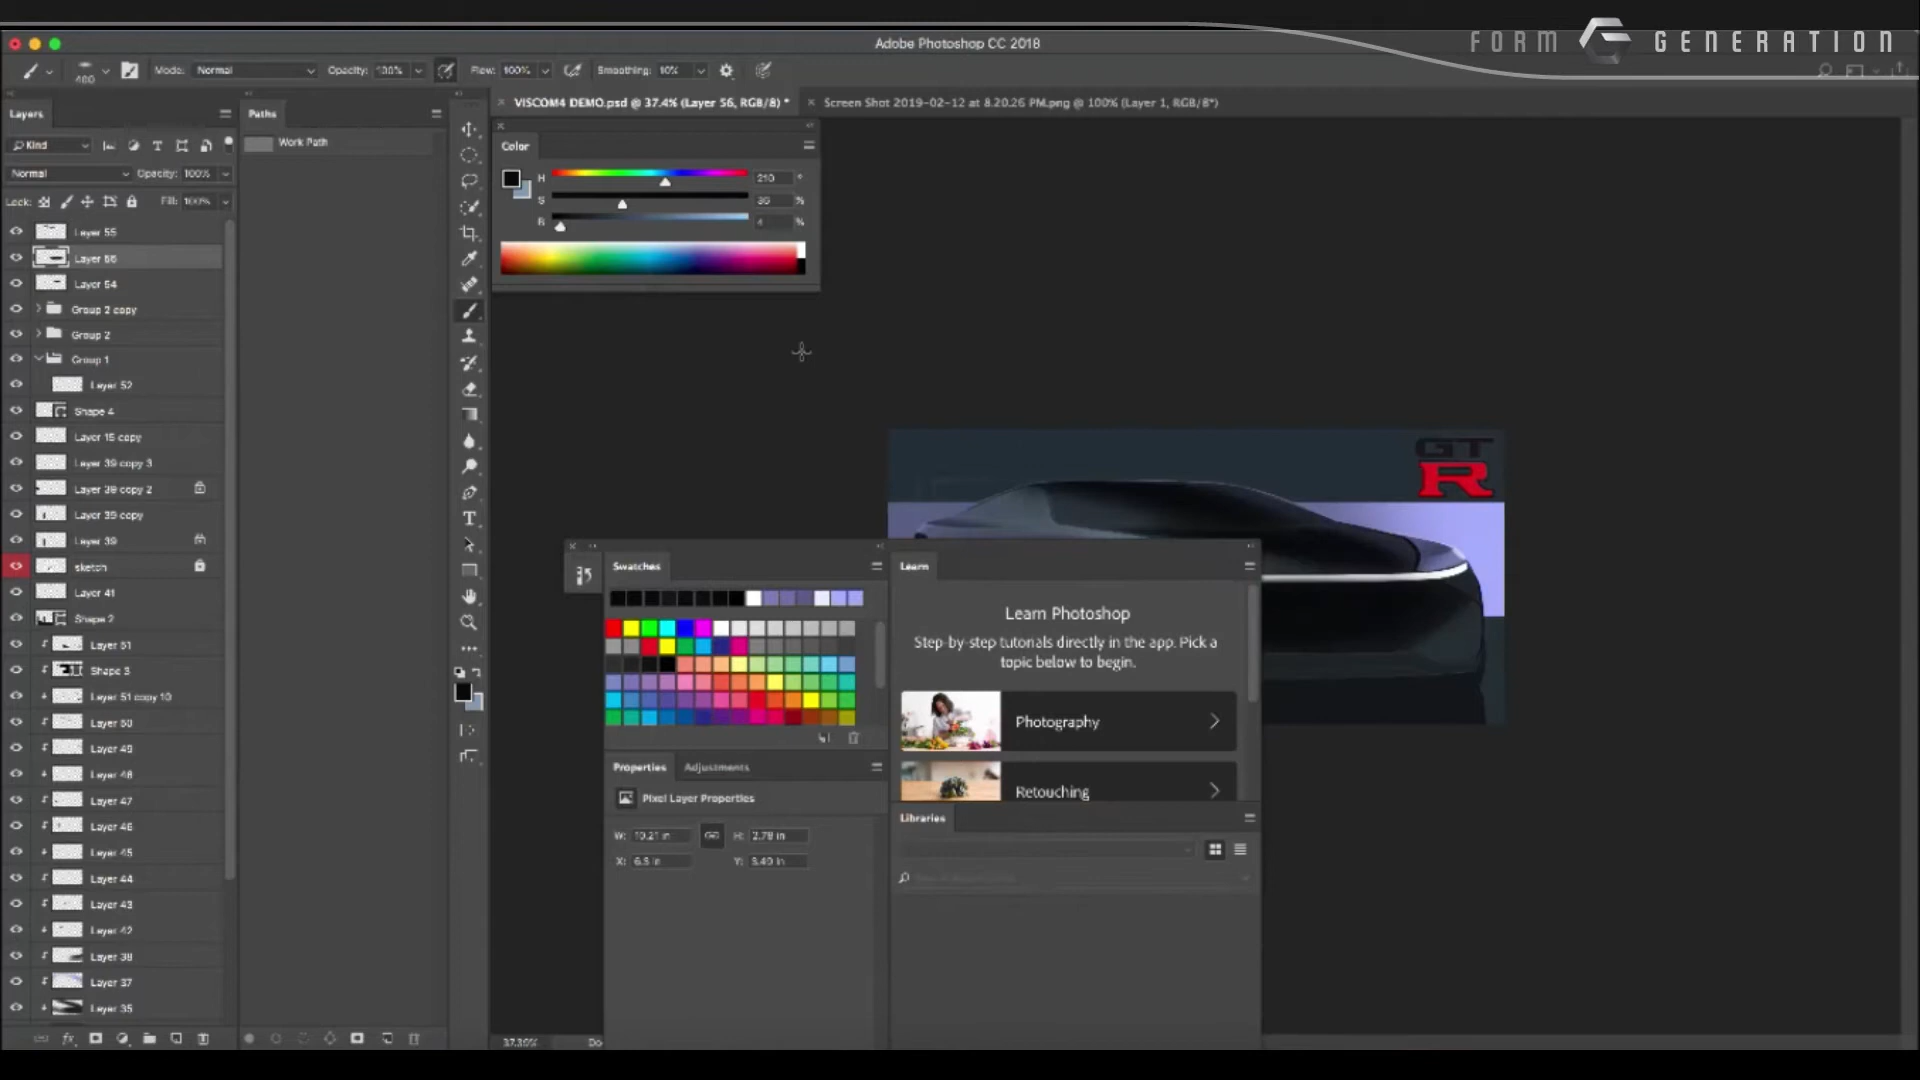 FORM GENERATION
Adobe Photoshop CC 2018
Mode: Normal Opacity: 100% Flow: 100% Smoothing: 10%
VISCOM4 DEMO.psd @ 37.4% (Layer 56, RGB/8) *
Screen Shot 2019-02-12 at 8.20.26 PM.png @ 100% (Layer 1, RGB/8*)
Layers
Paths
Kind
Work Path
Normal Opacity: 100%
Lock: Fill: 100%
Color
H 210 °
S 36 %
B 4 %
Layer 55
Layer 56
Layer 54
Group 2 copy
Group 2
Group 1
Layer 52
Shape 4
Layer 15 copy
Layer 39 copy 3
Layer 39 copy 2
Layer 39 copy
Layer 39
sketch
Layer 41
Shape 2
Layer 51
Shape 3
Layer 51 copy 10
Layer 50
Layer 49
Layer 48
Layer 47
Layer 46
Layer 45
Layer 44
Layer 43
Layer 42
Layer 38
Layer 37
Layer 35
GT
R
Swatches
Learn
Learn Photoshop
Step-by-step tutorials directly in the app. Pick a
topic below to begin.
Photography
Retouching
Properties Adjustments
Pixel Layer Properties
W: 10.21 in H: 2.78 in
X: 6.5 in Y: 5.49 in
Libraries
37.39%
Do